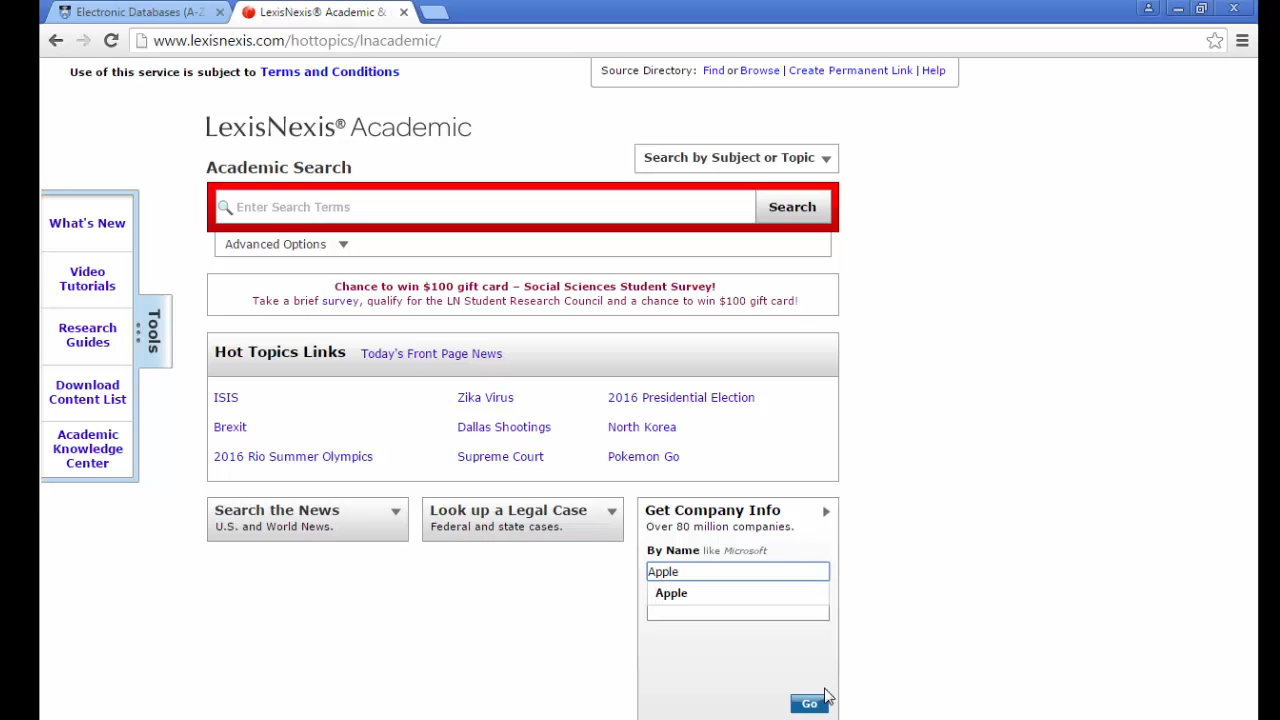 Electronic Databases (A-Z
LexisNexis® Academic &
www.lexisnexis.com/hottopics/lnacademic/
Use of this service is subject to Terms and Conditions
Source Directory: Find or Browse | Create Permanent Link | Help
LexisNexis® Academic
Academic Search
Search by Subject or Topic
Enter Search Terms
Search
Advanced Options
What's New
Video
Tutorials
Research
Guides
Download
Content List
Academic
Knowledge
Center
Tools
Chance to win $100 gift card – Social Sciences Student Survey!
Take a brief survey, qualify for the LN Student Research Council and a chance to win $100 gift card!
Hot Topics Links Today's Front Page News
ISIS Zika Virus 2016 Presidential Election
Brexit Dallas Shootings North Korea
2016 Rio Summer Olympics Supreme Court Pokemon Go
Search the News
U.S. and World News.
Look up a Legal Case
Federal and state cases.
Get Company Info
Over 80 million companies.
By Name like Microsoft
Apple
Apple
Go